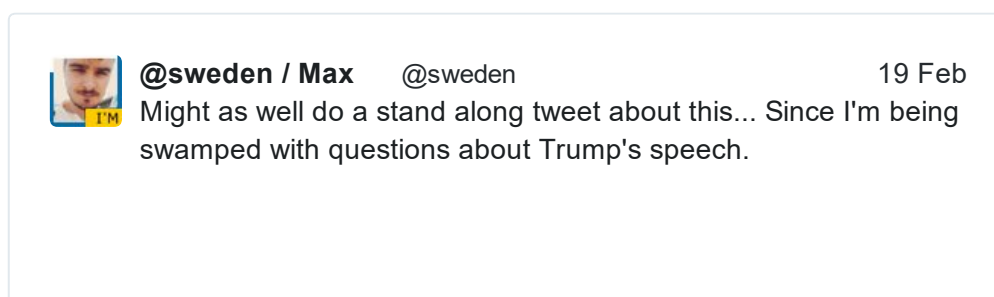 @sweden / Max @sweden 19 Feb
I'M
Might as well do a stand along tweet about this... Since I'm being
swamped with questions about Trump's speech.